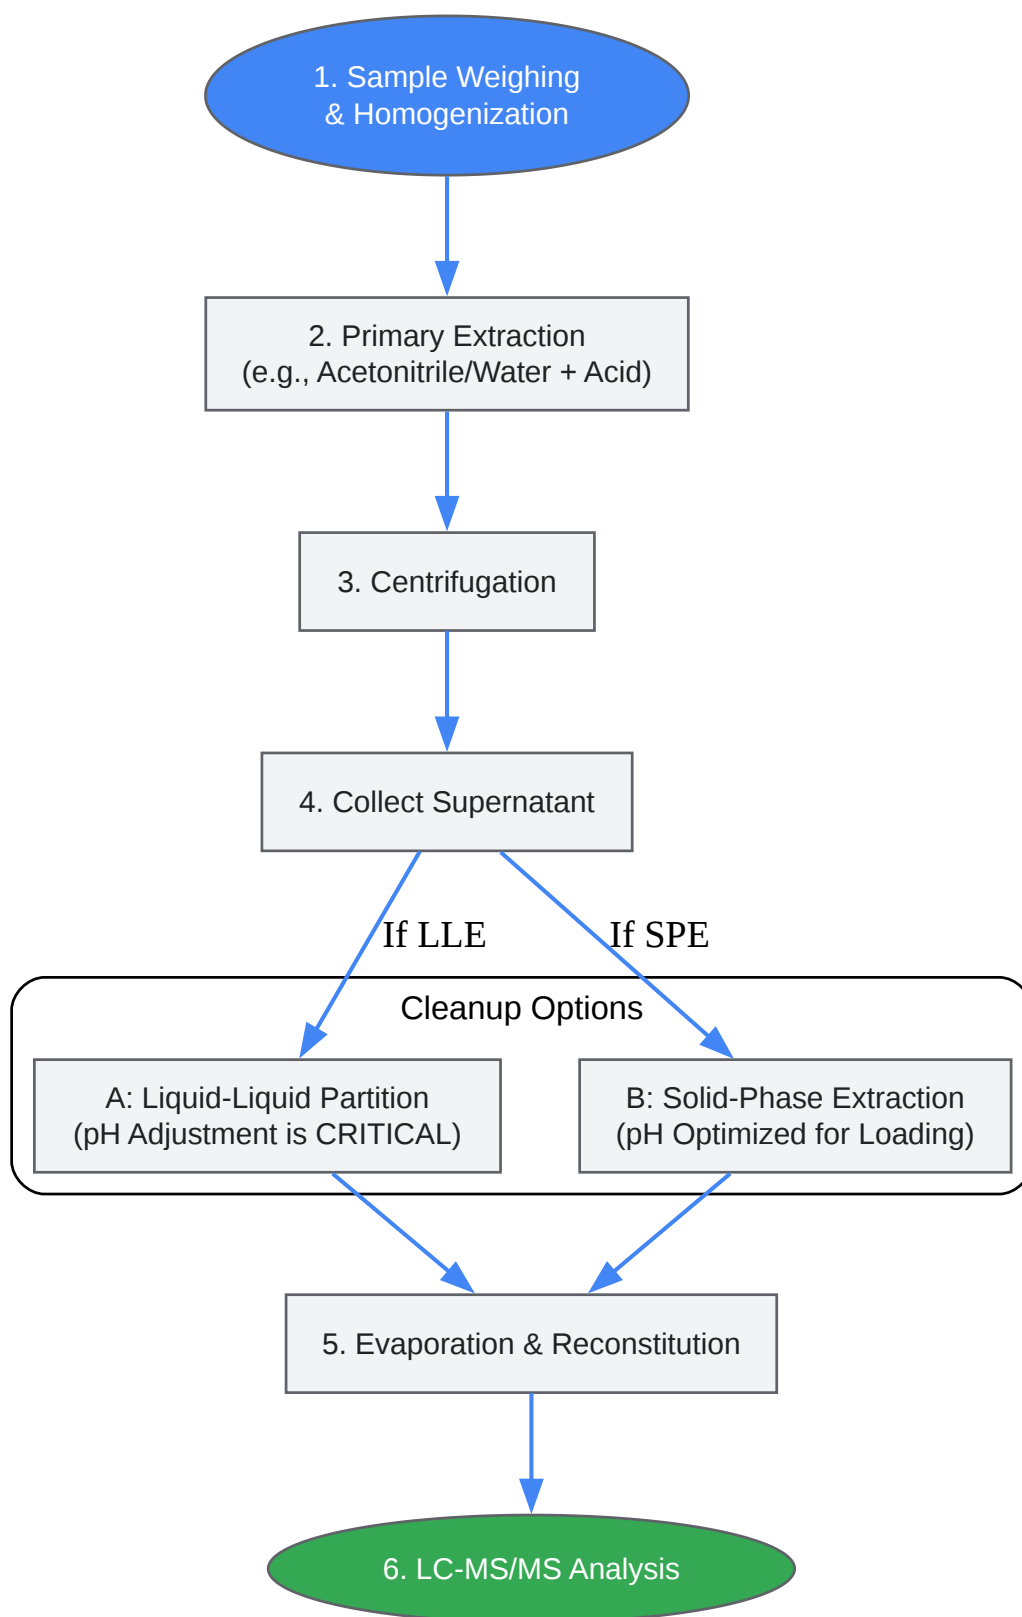 1. Sample Weighing
& Homogenization
2. Primary Extraction
(e.g., Acetonitrile/Water + Acid)
3. Centrifugation
4. Collect Supernatant
If LLE
If SPE
Cleanup Options
A: Liquid-Liquid Partition
(pH Adjustment is CRITICAL)
B: Solid-Phase Extraction
(pH Optimized for Loading)
5. Evaporation & Reconstitution
6. LC-MS/MS Analysis